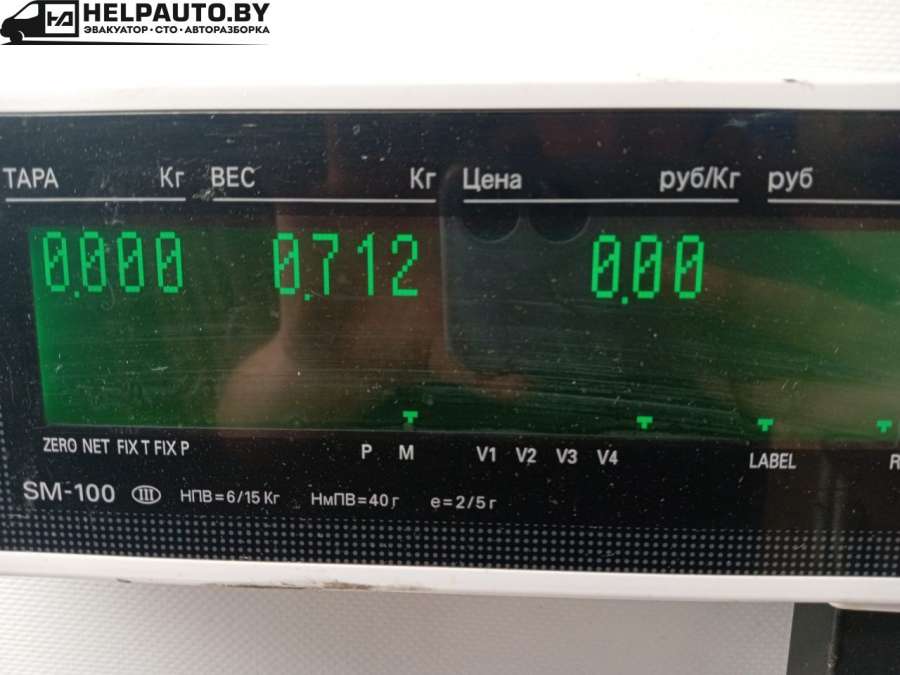 HELPAUTO.BY
ЭВАКУАТОР • СТО • АВТОРАЗБОРКА
ТАРА Кг ВЕС Кг Цена руб/Кг руб
0.000 0.712 0.00
ZERO NET FIX T FIX P P M V1 V2 V3 V4 LABEL R
SM-100 III НПВ=6/15 Кг НмПВ=40 г e=2/5 г